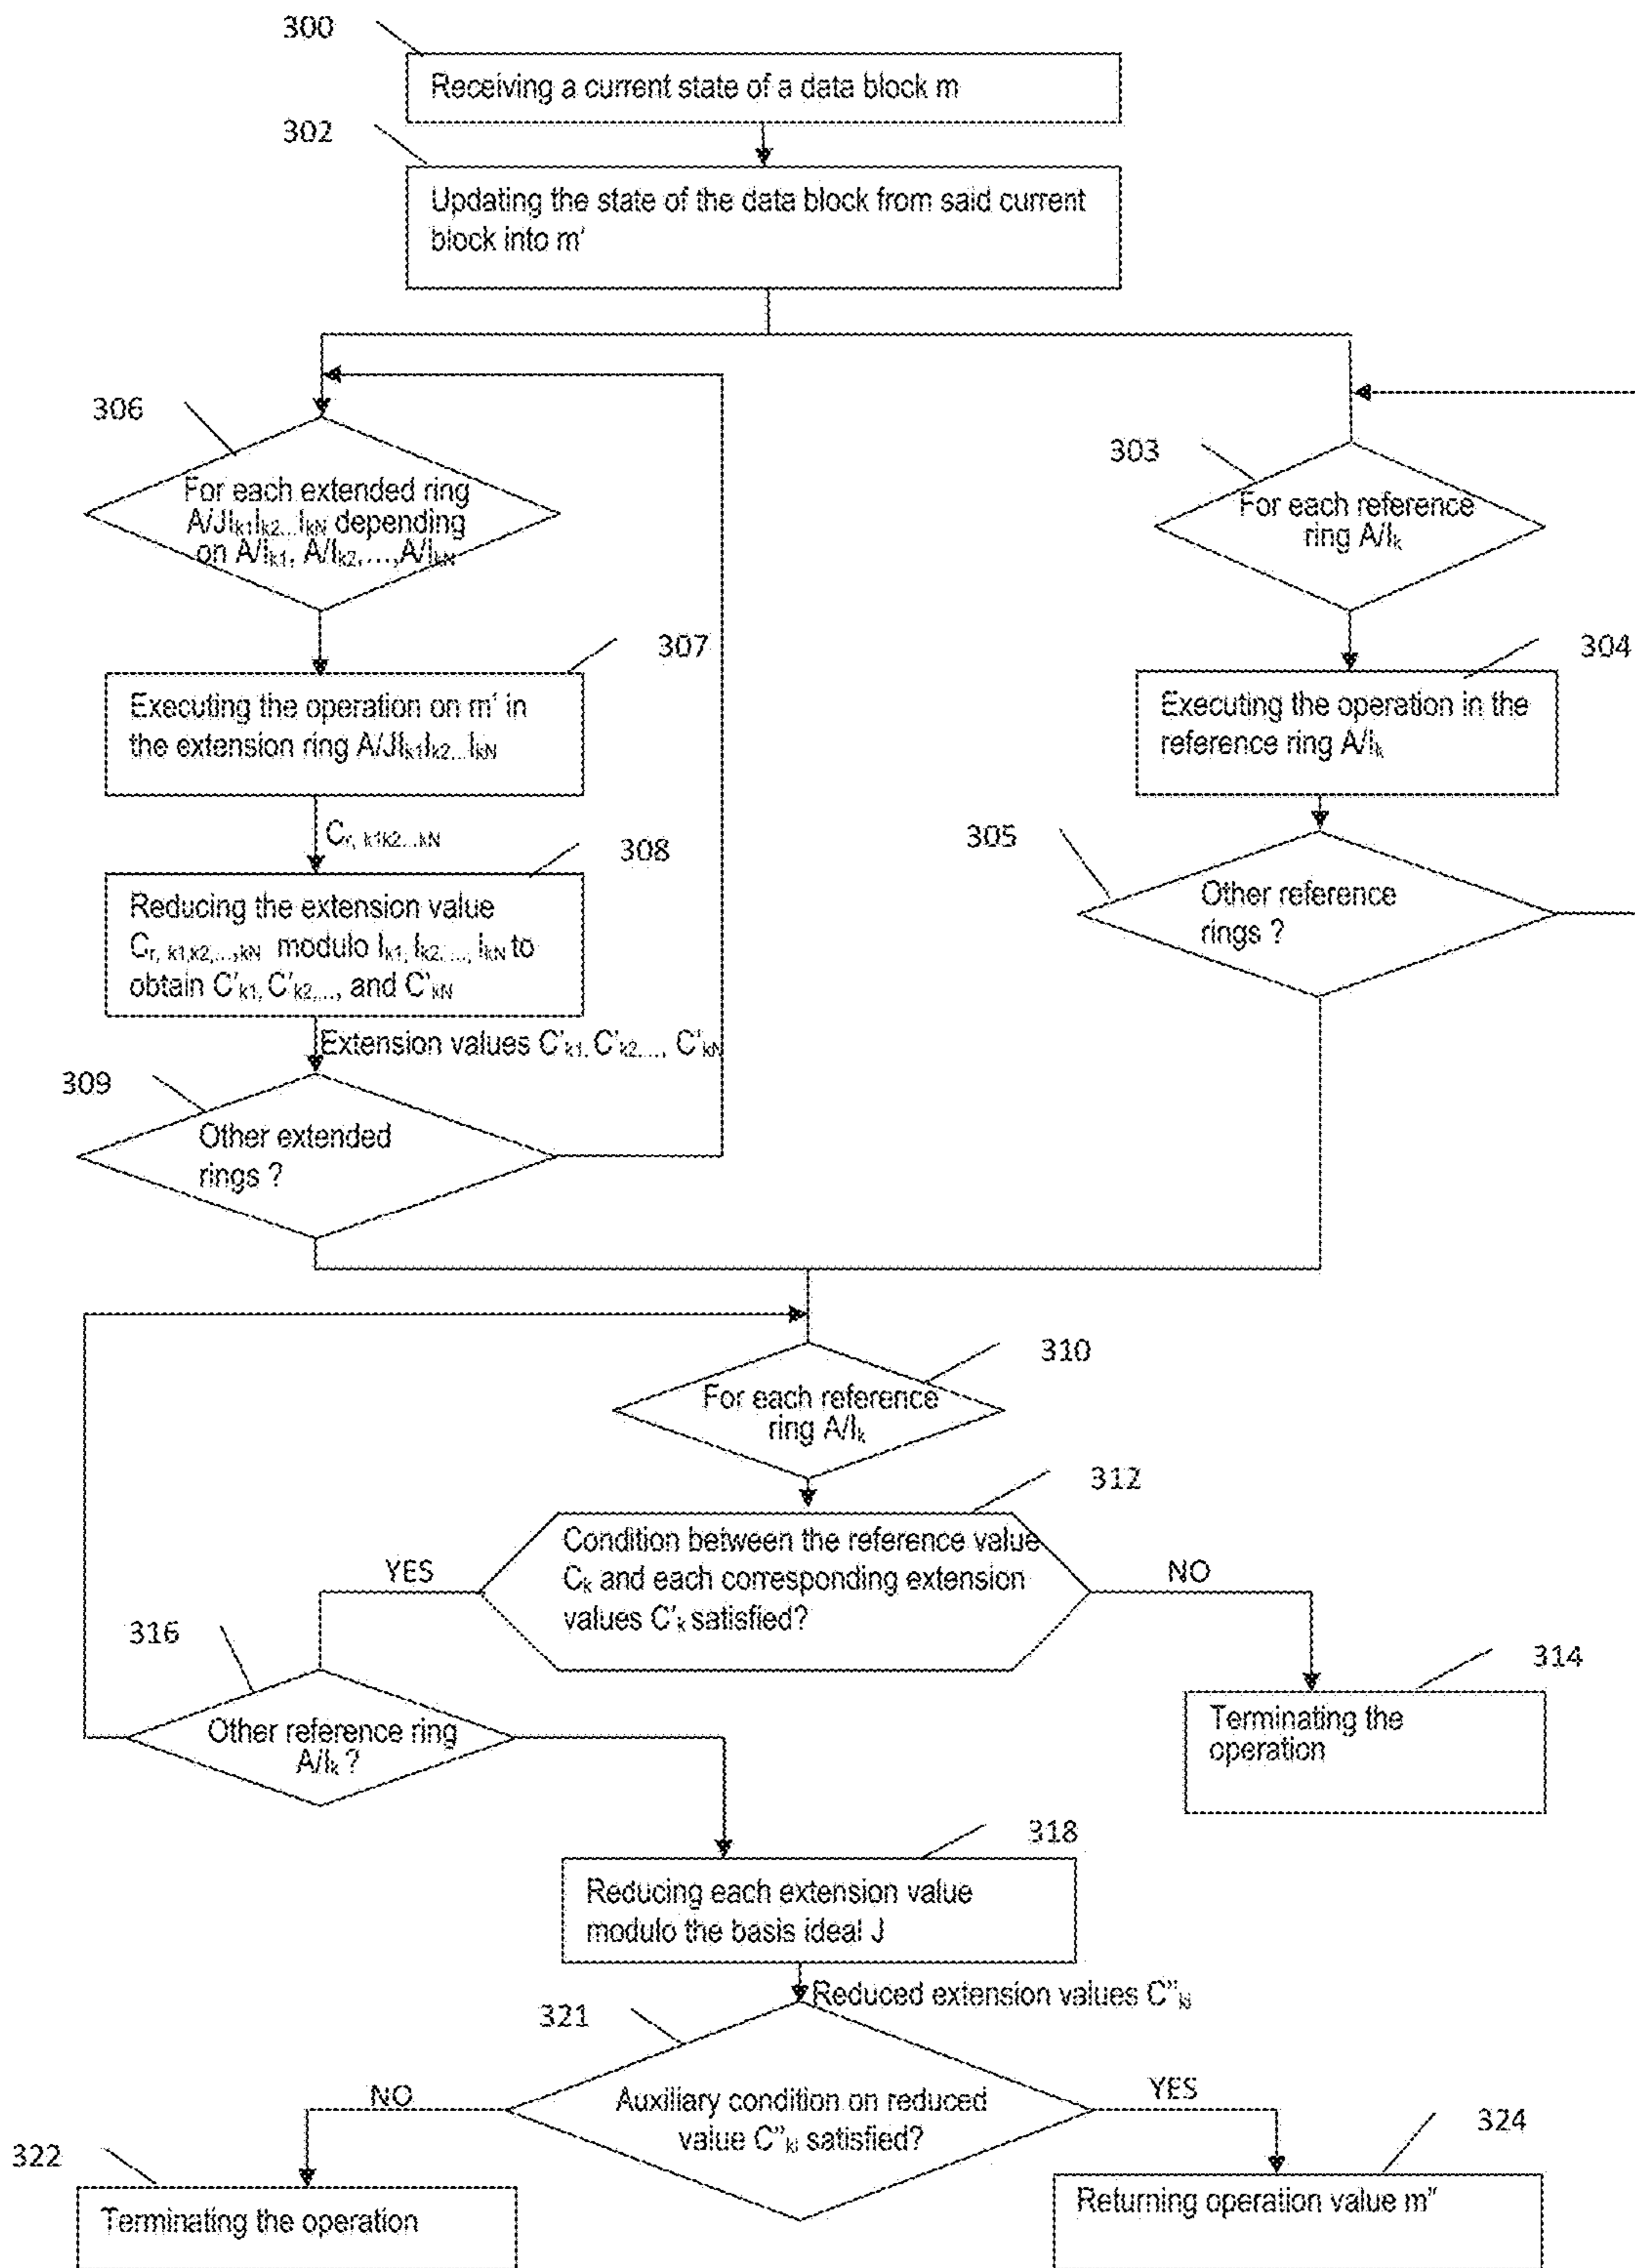 300
Receiving a current state of a data block m
302
Updating the state of the data block from said current
block into m'
306
For each extended ring
A/JIk1Ik2...IkN depending
on A/Ik1, A/Ik2,...,A/IkN
303
For each reference
ring A/Ik
307
Executing the operation on m' in
the extension ring A/JIk1Ik2...IkN
304
Executing the operation in the
reference ring A/Ik
Cr, k1k2...kN
308
Reducing the extension value
Cr, k1,k2,...,kN modulo Ik1, Ik2, ..., IkN to
obtain C'k1, C'k2,..., and C'kN
305
Other reference
rings ?
Extension values C'k1, C'k2,..., C'kN
309
Other extended
rings ?
310
For each reference
ring A/Ik
312
Condition between the reference value
Ck and each corresponding extension
values C'k satisfied?
YES
NO
316
Other reference ring
A/Ik ?
314
Terminating the
operation
318
Reducing each extension value
modulo the basis ideal J
Reduced extension values C"ki
321
Auxiliary condition on reduced
value C"ki satisfied?
NO
YES
322
Terminating the operation
324
Returning operation value m"